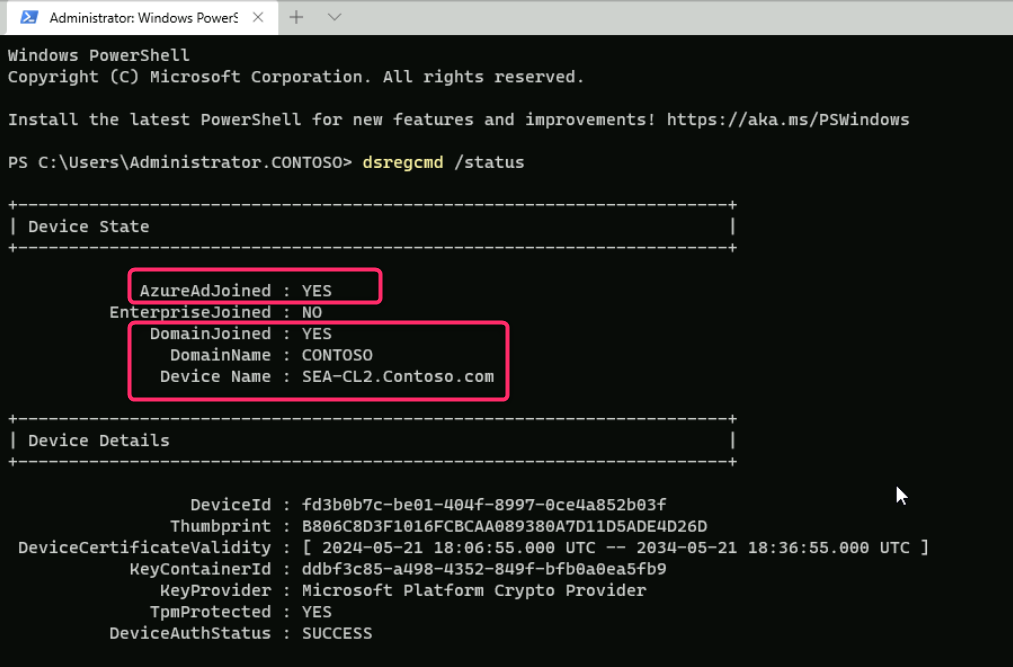 Administrator: Windows PowerS
Windows PowerShell
Copyright (C) Microsoft Corporation. All rights reserved.
Install the latest PowerShell for new features and improvements! https://aka.ms/PSWindows
PS C:\Users\Administrator.CONTOSO> dsregcmd /status
+----------------------------------------------------------------------+
| Device State                                                         |
+----------------------------------------------------------------------+
AzureAdJoined : YES
EnterpriseJoined : NO
DomainJoined : YES
DomainName : CONTOSO
Device Name : SEA-CL2.Contoso.com
+----------------------------------------------------------------------+
| Device Details                                                       |
+----------------------------------------------------------------------+
DeviceId : fd3b0b7c-be01-404f-8997-0ce4a852b03f
Thumbprint : B806C8D3F1016FCBCAA089380A7D11D5ADE4D26D
DeviceCertificateValidity : [ 2024-05-21 18:06:55.000 UTC -- 2034-05-21 18:36:55.000 UTC ]
KeyContainerId : ddbf3c85-a498-4352-849f-bfb0a0ea5fb9
KeyProvider : Microsoft Platform Crypto Provider
TpmProtected : YES
DeviceAuthStatus : SUCCESS